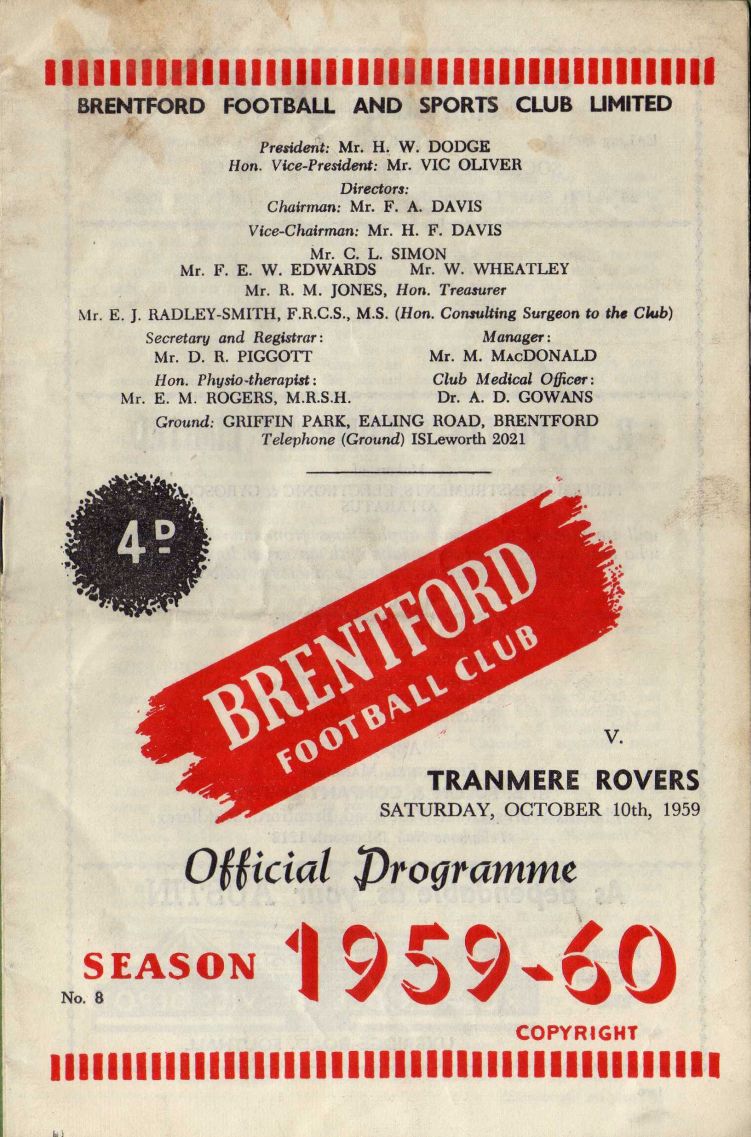 BRENTFORD FOOTBALL AND SPORTS CLUB LIMITED
President: Mr. H. W. DODGE
Hon. Vice-President: Mr. VIC OLIVER
Directors:
Chairman: Mr. F. A. DAVIS
Vice-Chairman: Mr. H. F. DAVIS
Mr. C. L. SIMON
Mr. F. E. W. EDWARDS Mr. W. WHEATLEY
Mr. R. M. JONES, Hon. Treasurer
Mr. E. J. RADLEY-SMITH, F.R.C.S., M.S. (Hon. Consulting Surgeon to the Club)
Secretary and Registrar: Manager:
Mr. D. R. PIGGOTT Mr. M. MacDONALD
Hon. Physio-therapist: Club Medical Officer:
Mr. E. M. ROGERS, M.R.S.H. Dr. A. D. GOWANS
Ground: GRIFFIN PARK, EALING ROAD, BRENTFORD
Telephone (Ground) ISLeworth 2021
4D
BRENTFORD
FOOTBALL CLUB
V.
TRANMERE ROVERS
SATURDAY, OCTOBER 10th, 1959
Official Programme
SEASON 1959-60
No. 8
COPYRIGHT